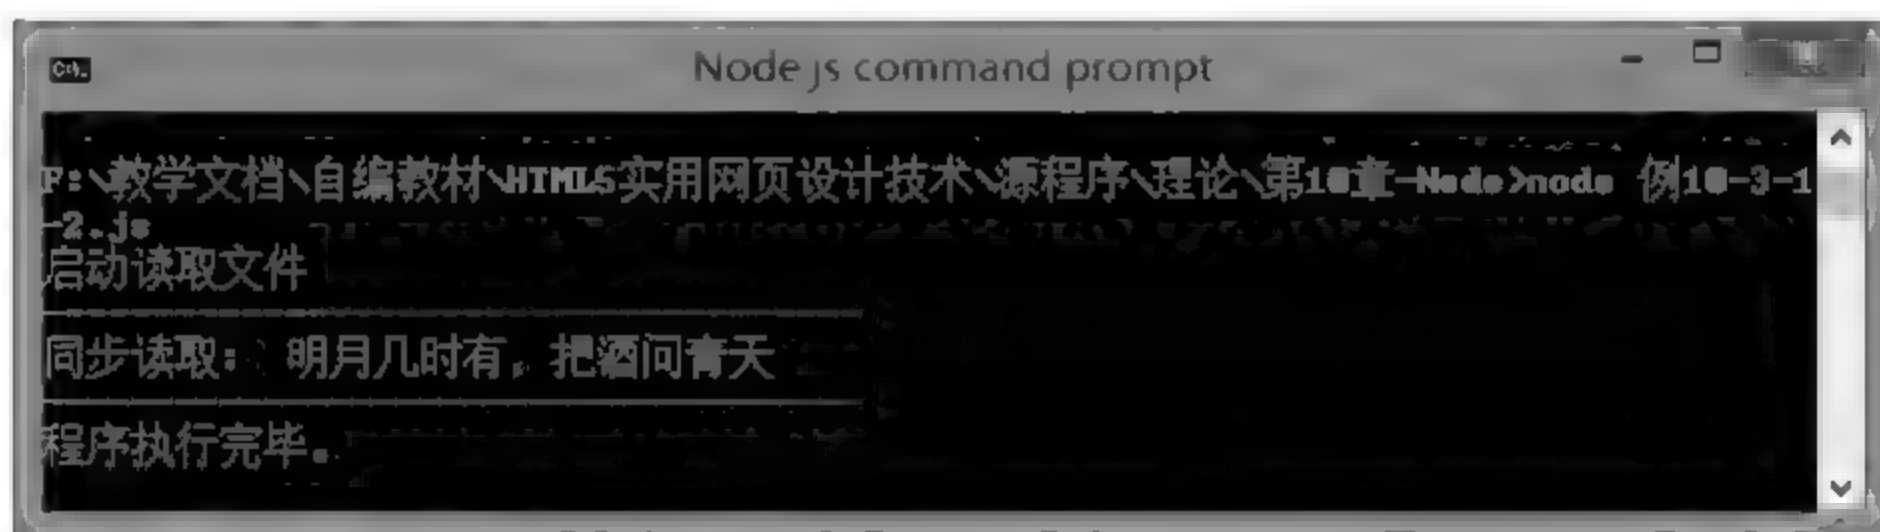 Node.js command prompt
F:\教学文档\自编教材\HTML5实用网页设计技术\源程序\理论\第10章-Node>node 例10-3-1
-2.js
启动读取文件
同步读取: 明月几时有，把酒问青天
程序执行完毕。